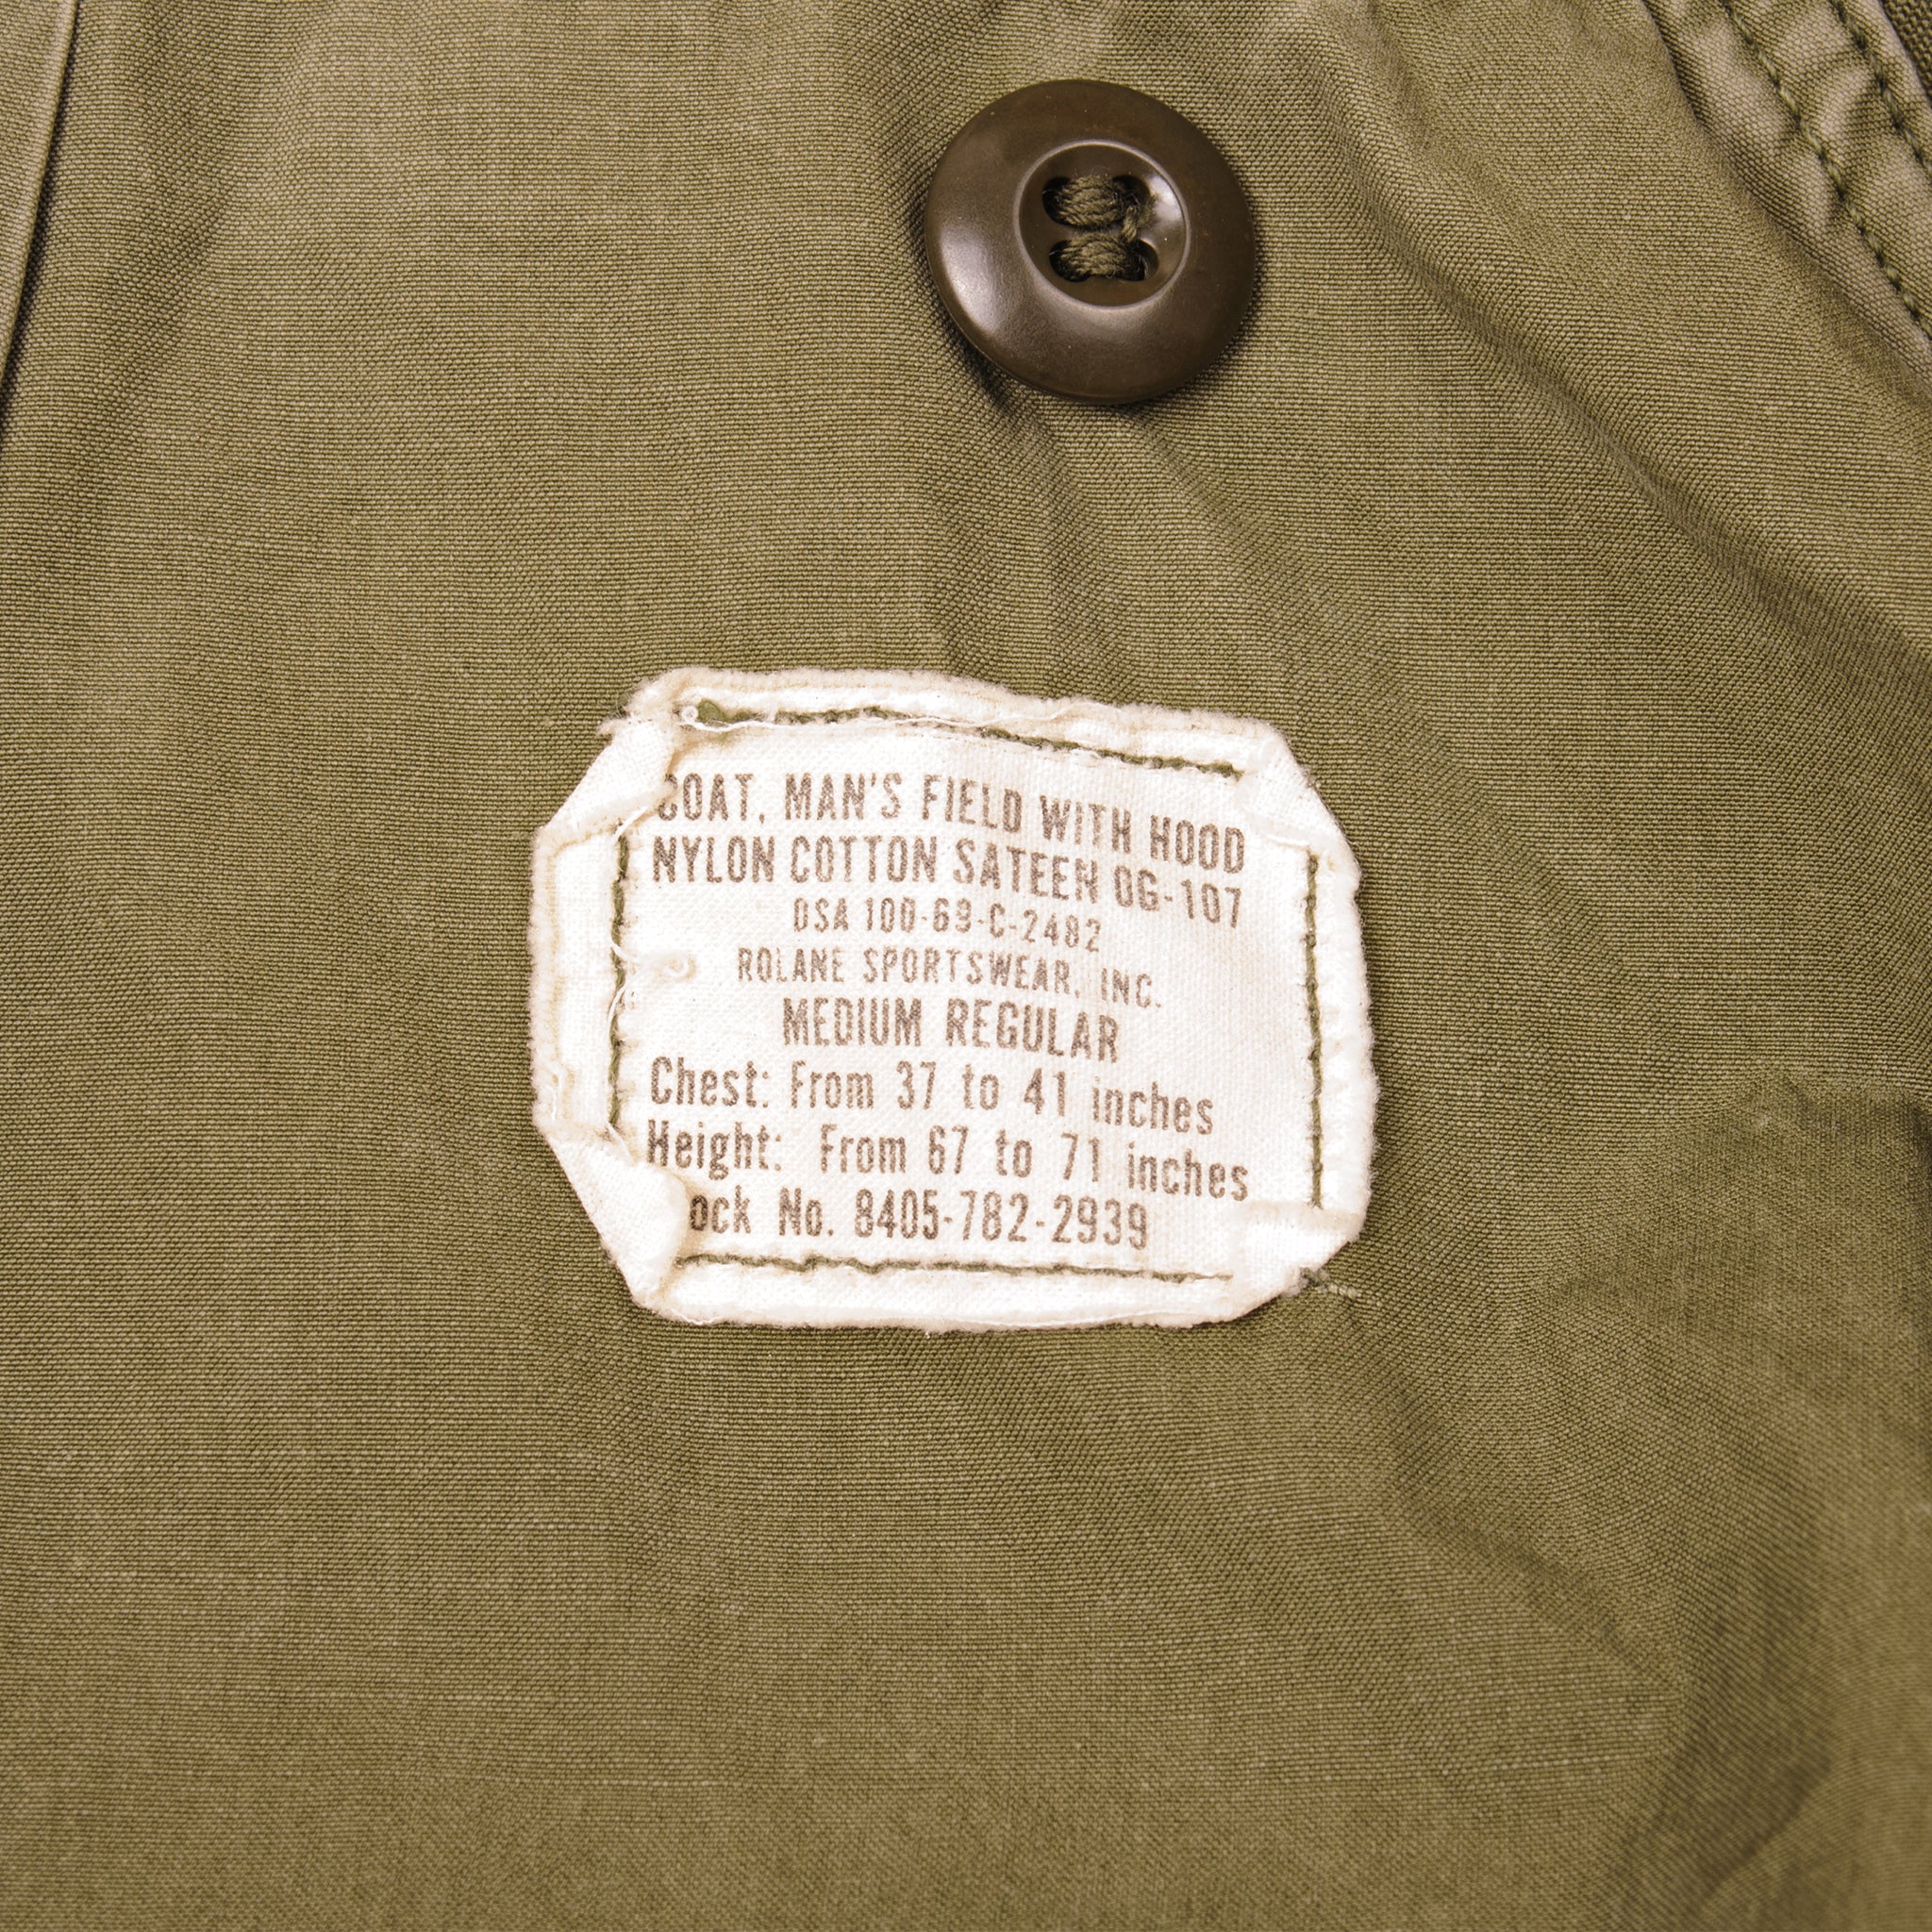 COAT, MAN'S FIELD WITH HOOD
NYLON COTTON SATEEN OG-107
DSA 100-69-C-2482
ROLANE SPORTSWEAR, INC.
MEDIUM REGULAR
Chest: From 37 to 41 inches
Height: From 67 to 71 inches
ock No. 8405-782-2939